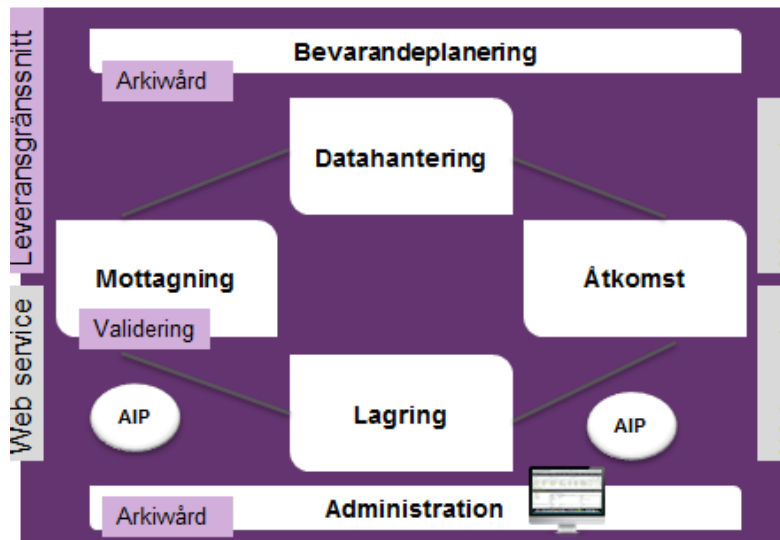 Leveransgränssnitt
Bevarandeplanering
Arkiwård
Datahantering
Mottagning
Åtkomst
Validering
Web service
AIP
Lagring
AIP
Administration
Arkiwård